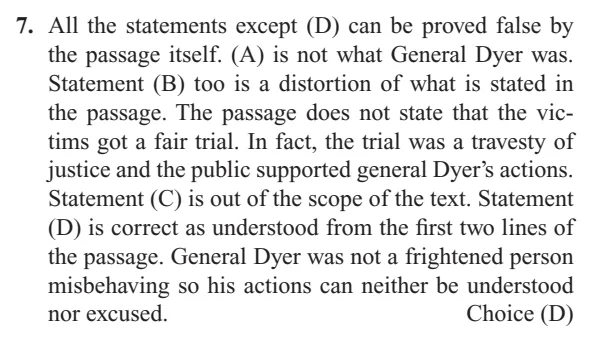 7. All the statements except (D) can be proved false by
the passage itself. (A) is not what General Dyer was.
Statement (B) too is a distortion of what is stated in
the passage. The passage does not state that the vic-
tims got a fair trial. In fact, the trial was a travesty of
justice and the public supported general Dyer's actions.
Statement (C) is out of the scope of the text. Statement
(D) is correct as understood from the first two lines of
the passage. General Dyer was not a frightened person
misbehaving so his actions can neither be understood
nor excused. Choice (D)